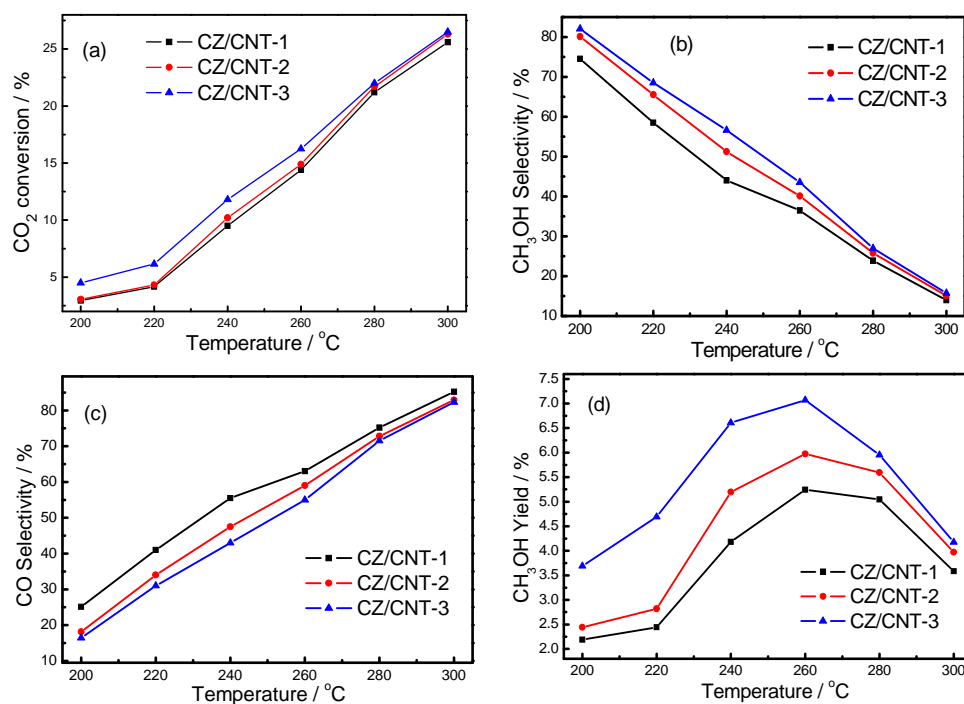 (a)
CZ/CNT-1
CZ/CNT-2
CZ/CNT-3
CO₂ conversion / %
25
20
15
10
5
200 220 240 260 280 300
Temperature / °C
(b)
CZ/CNT-1
CZ/CNT-2
CZ/CNT-3
CH₃OH Selectivity / %
80
70
60
50
40
30
20
10
200 220 240 260 280 300
Temperature / °C
(c)
CZ/CNT-1
CZ/CNT-2
CZ/CNT-3
CO Selectivity / %
80
70
60
50
40
30
20
10
200 220 240 260 280 300
Temperature / °C
(d)
CZ/CNT-1
CZ/CNT-2
CZ/CNT-3
CH₃OH Yield / %
7.5
7.0
6.5
6.0
5.5
5.0
4.5
4.0
3.5
3.0
2.5
2.0
200 220 240 260 280 300
Temperature / °C